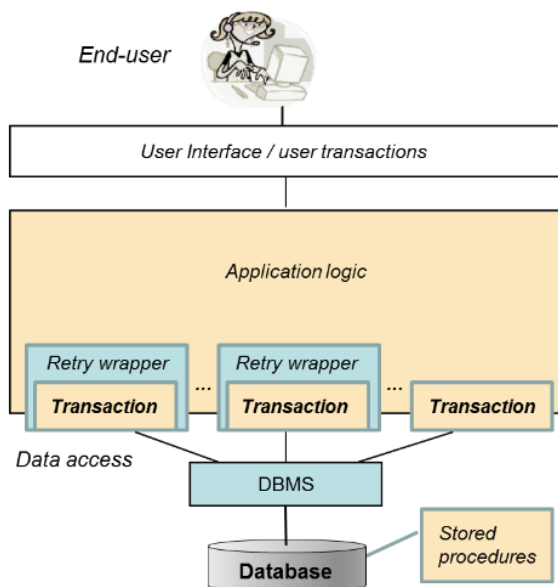 End-user
User Interface / user transactions
Application logic
Retry wrapper
Transaction
...
Retry wrapper
Transaction
...
Transaction
Data access
DBMS
Stored
procedures
Database